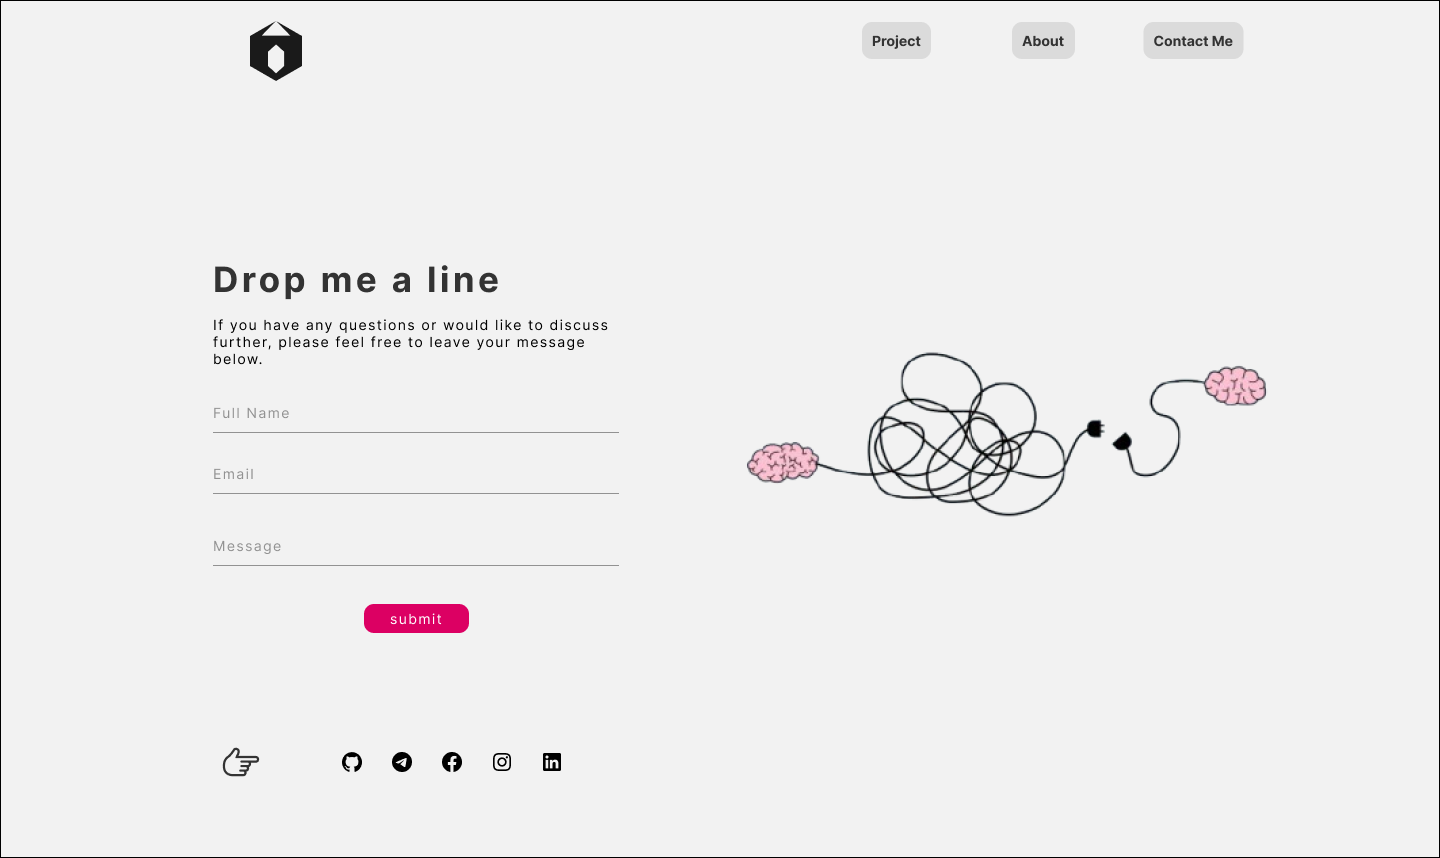 Project
About
Contact Me
Drop me a line
If you have any questions or would like to discuss
further, please feel free to leave your message
below.
Full Name
Email
Message
submit